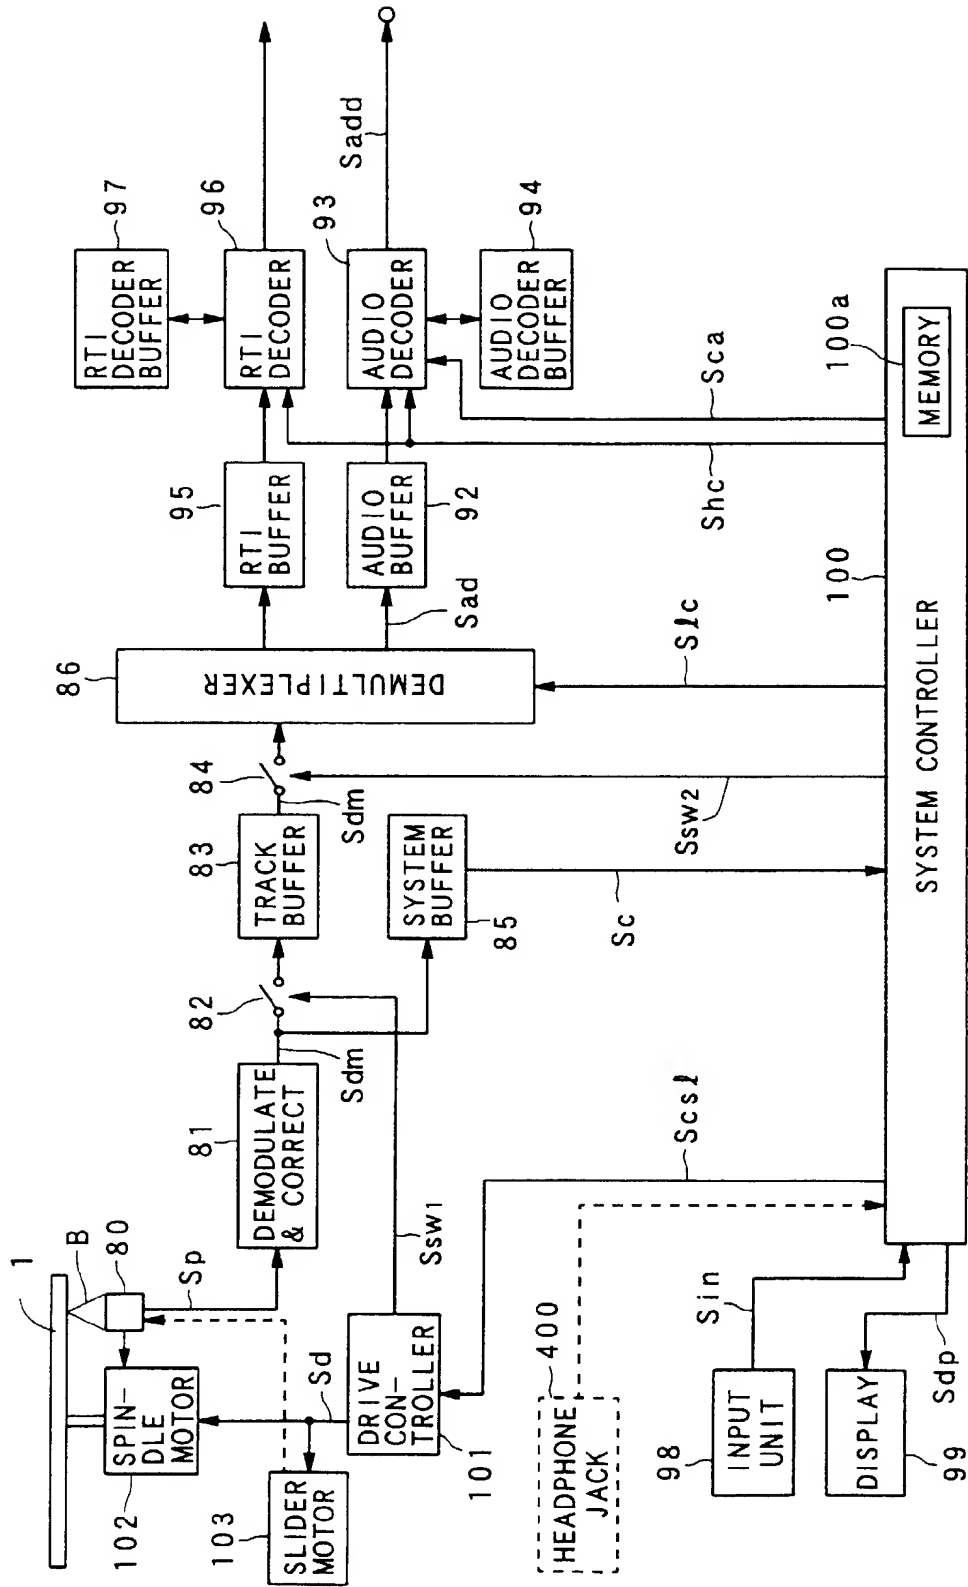 1
B
80
Sp
SPIN-
DLE
MOTOR
102
SLIDER
MOTOR
103
Sd
DRIVE
CON-
TROLLER
101
Ssw1
DEMODULATE
& CORRECT
81
Sdm
82
TRACK
BUFFER
83
Sdm
84
SYSTEM
BUFFER
85
Sc
DEMULTIPLEXER
86
Sad
RTI
BUFFER
95
AUDIO
BUFFER
92
RTI
DECODER
96
RTI
DECODER
BUFFER
97
AUDIO
DECODER
93
AUDIO
DECODER
BUFFER
94
Sadd
Sca
Shc
Slc
Ssw2
Scsl
HEADPHONE
JACK
400
INPUT
UNIT
98
Sin
DISPLAY
99
Sdp
SYSTEM CONTROLLER
100
MEMORY
100a